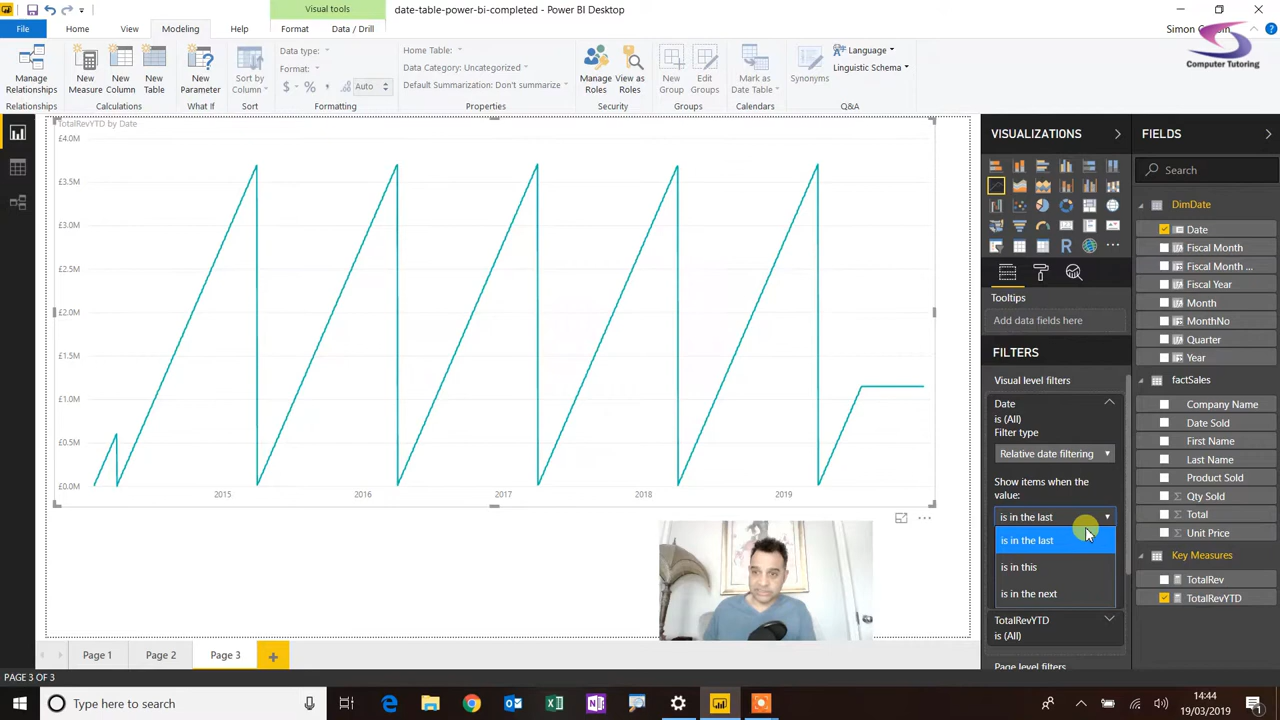 Visual tools
date-table-power-bi-completed - Power BI Desktop
Simon
File
Home
View
Modeling
Help
Format
Data / Drill
Computer Tutoring
Manage
Relationships
New
Measure
New
Column
New
Table
New
Parameter
Sort by
Column
Data type:
Format:
$ % , Auto
Home Table:
Data Category: Uncategorized
Default Summarization: Don't summarize
Manage
Roles
View as
Roles
New
Group
Edit
Groups
Mark as
Date Table
Synonyms
Language
Linguistic Schema
Relationships
Calculations
What If
Sort
Formatting
Properties
Security
Groups
Calendars
Q&A
TotalRevYTD by Date
£4.0M
£3.5M
£3.0M
£2.5M
£2.0M
£1.5M
£1.0M
£0.5M
£0.0M
2015
2016
2017
2018
2019
VISUALIZATIONS
Tooltips
Add data fields here
FILTERS
Visual level filters
Date
is (All)
Filter type
Relative date filtering
Show items when the
value:
is in the last
is in the last
is in this
is in the next
TotalRevYTD
is (All)
Page level filters
FIELDS
Search
DimDate
Date
Fiscal Month
Fiscal Month ...
Fiscal Year
Month
MonthNo
Quarter
Year
factSales
Company Name
Date Sold
First Name
Last Name
Product Sold
Qty Sold
Total
Unit Price
Key Measures
TotalRev
TotalRevYTD
Page 1
Page 2
Page 3
PAGE 3 OF 3
Type here to search
14:44
19/03/2019